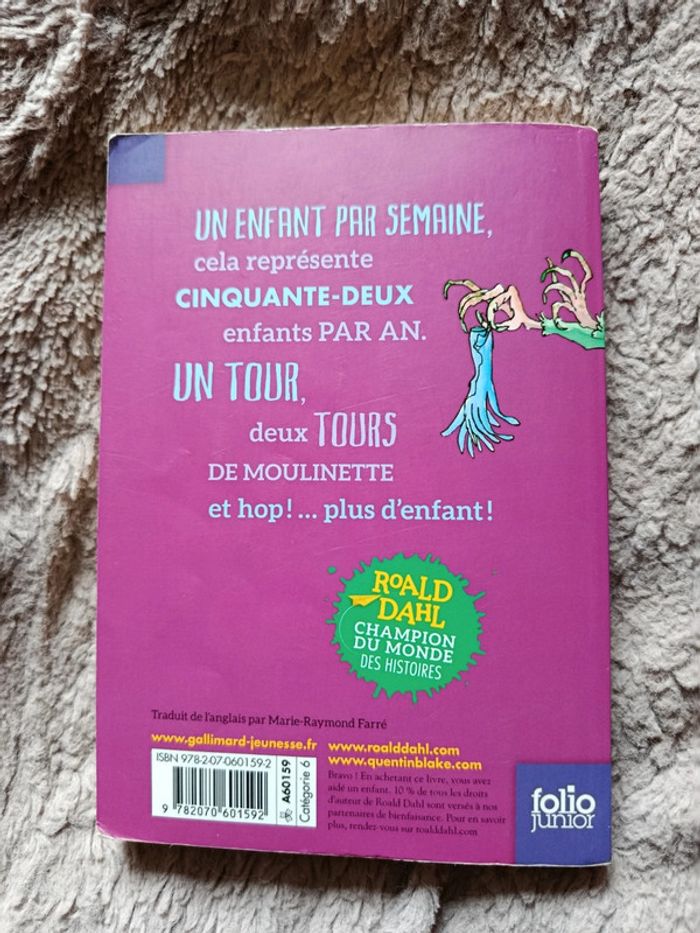 UN ENFANT PAR SEMAINE,
cela représente
CINQUANTE-DEUX
enfants PAR AN.
UN TOUR,
deux TOURS
DE MOULINETTE
et hop! ... plus d'enfant!
ROALD
DAHL
CHAMPION
DU MONDE
DES HISTOIRES
Traduit de l'anglais par Marie-Raymond Farré
www.gallimard-jeunesse.fr
ISBN 978-2-07-060159-2
9 782070 601592
A60159
Catégorie 6
www.roalddahl.com
www.quentinblake.com
Bravo ! En achetant ce livre, vous avez
aidé un enfant. 10 % de tous les droits
d'auteur de Roald Dahl sont versés à nos
partenaires de bienfaisance. Pour en savoir
plus, rendez-vous sur roalddahl.com
folio
junior